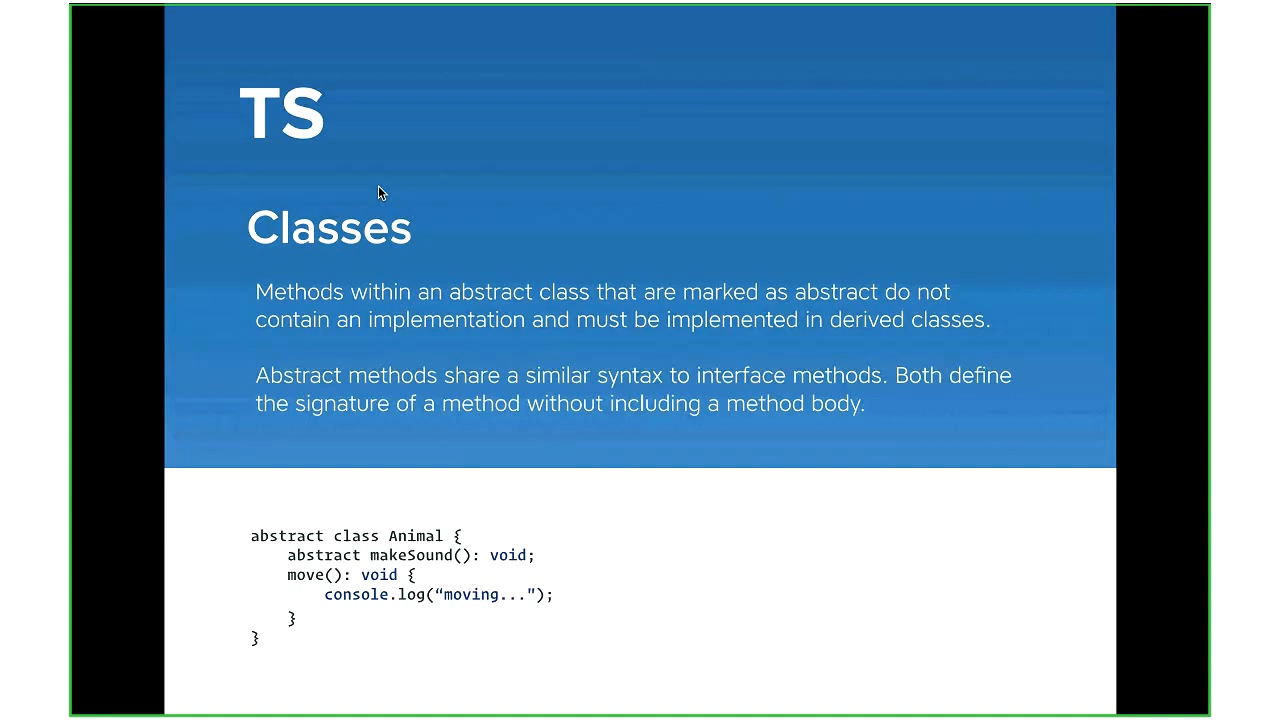 TS
Classes
Methods within an abstract class that are marked as abstract do not
contain an implementation and must be implemented in derived classes.
Abstract methods share a similar syntax to interface methods. Both define
the signature of a method without including a method body.
abstract class Animal {
    abstract makeSound(): void;
    move(): void {
        console.log(“moving...");
    }
}